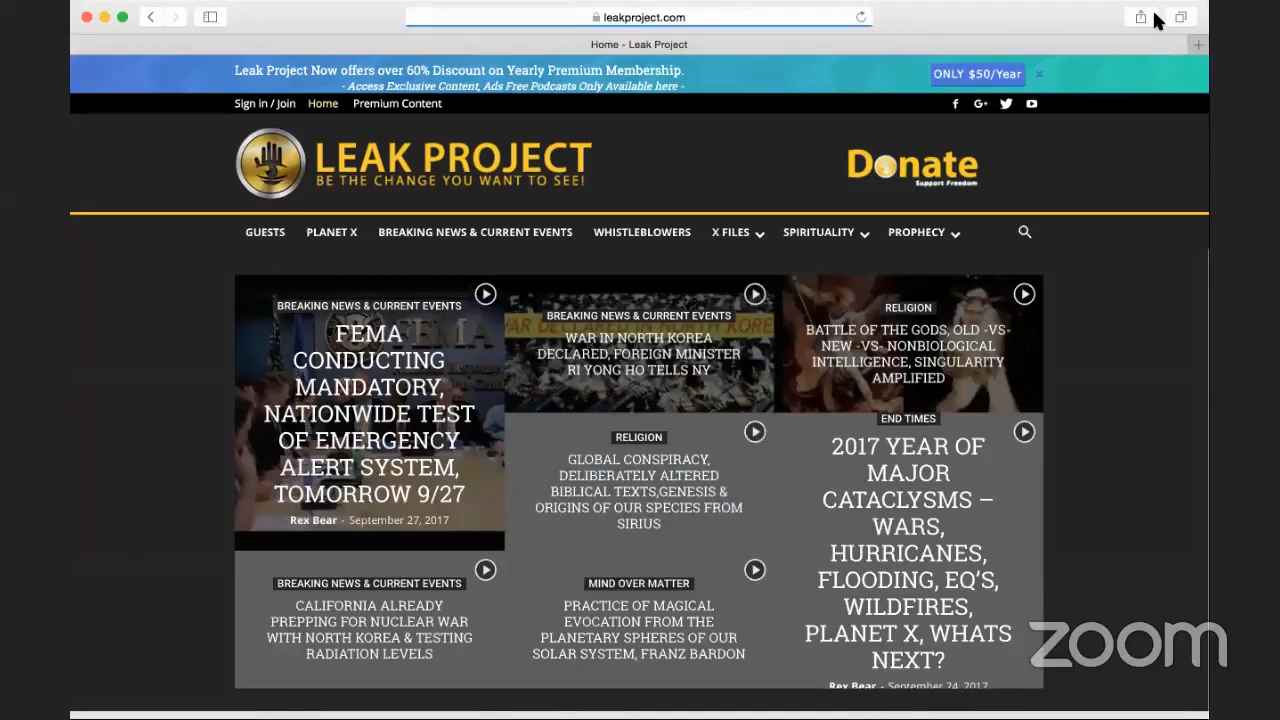 leakproject.com
Home - Leak Project
Leak Project Now offers over 60% Discount on Yearly Premium Membership.
- Access Exclusive Content, Ads Free Podcasts Only Available here -
ONLY $50/Year
Sign in / Join Home Premium Content
LEAK PROJECT
BE THE CHANGE YOU WANT TO SEE!
Donate
Support Freedom
GUESTS PLANET X BREAKING NEWS & CURRENT EVENTS WHISTLEBLOWERS X FILES SPIRITUALITY PROPHECY
BREAKING NEWS & CURRENT EVENTS
FEMA
CONDUCTING
MANDATORY,
NATIONWIDE TEST
OF EMERGENCY
ALERT SYSTEM,
TOMORROW 9/27
Rex Bear - September 27, 2017
BREAKING NEWS & CURRENT EVENTS
WAR IN NORTH KOREA
DECLARED, FOREIGN MINISTER
RI YONG HO TELLS NY
RELIGION
BATTLE OF THE GODS, OLD -VS-
NEW -VS- NONBIOLOGICAL
INTELLIGENCE, SINGULARITY
AMPLIFIED
RELIGION
GLOBAL CONSPIRACY,
DELIBERATELY ALTERED
BIBLICAL TEXTS,GENESIS &
ORIGINS OF OUR SPECIES FROM
SIRIUS
END TIMES
2017 YEAR OF
MAJOR
CATACLYSMS –
WARS,
HURRICANES,
FLOODING, EQ'S,
WILDFIRES,
PLANET X, WHATS
NEXT?
Rex Bear - September 24, 2017
BREAKING NEWS & CURRENT EVENTS
CALIFORNIA ALREADY
PREPPING FOR NUCLEAR WAR
WITH NORTH KOREA & TESTING
RADIATION LEVELS
MIND OVER MATTER
PRACTICE OF MAGICAL
EVOCATION FROM THE
PLANETARY SPHERES OF OUR
SOLAR SYSTEM, FRANZ BARDON
zoom